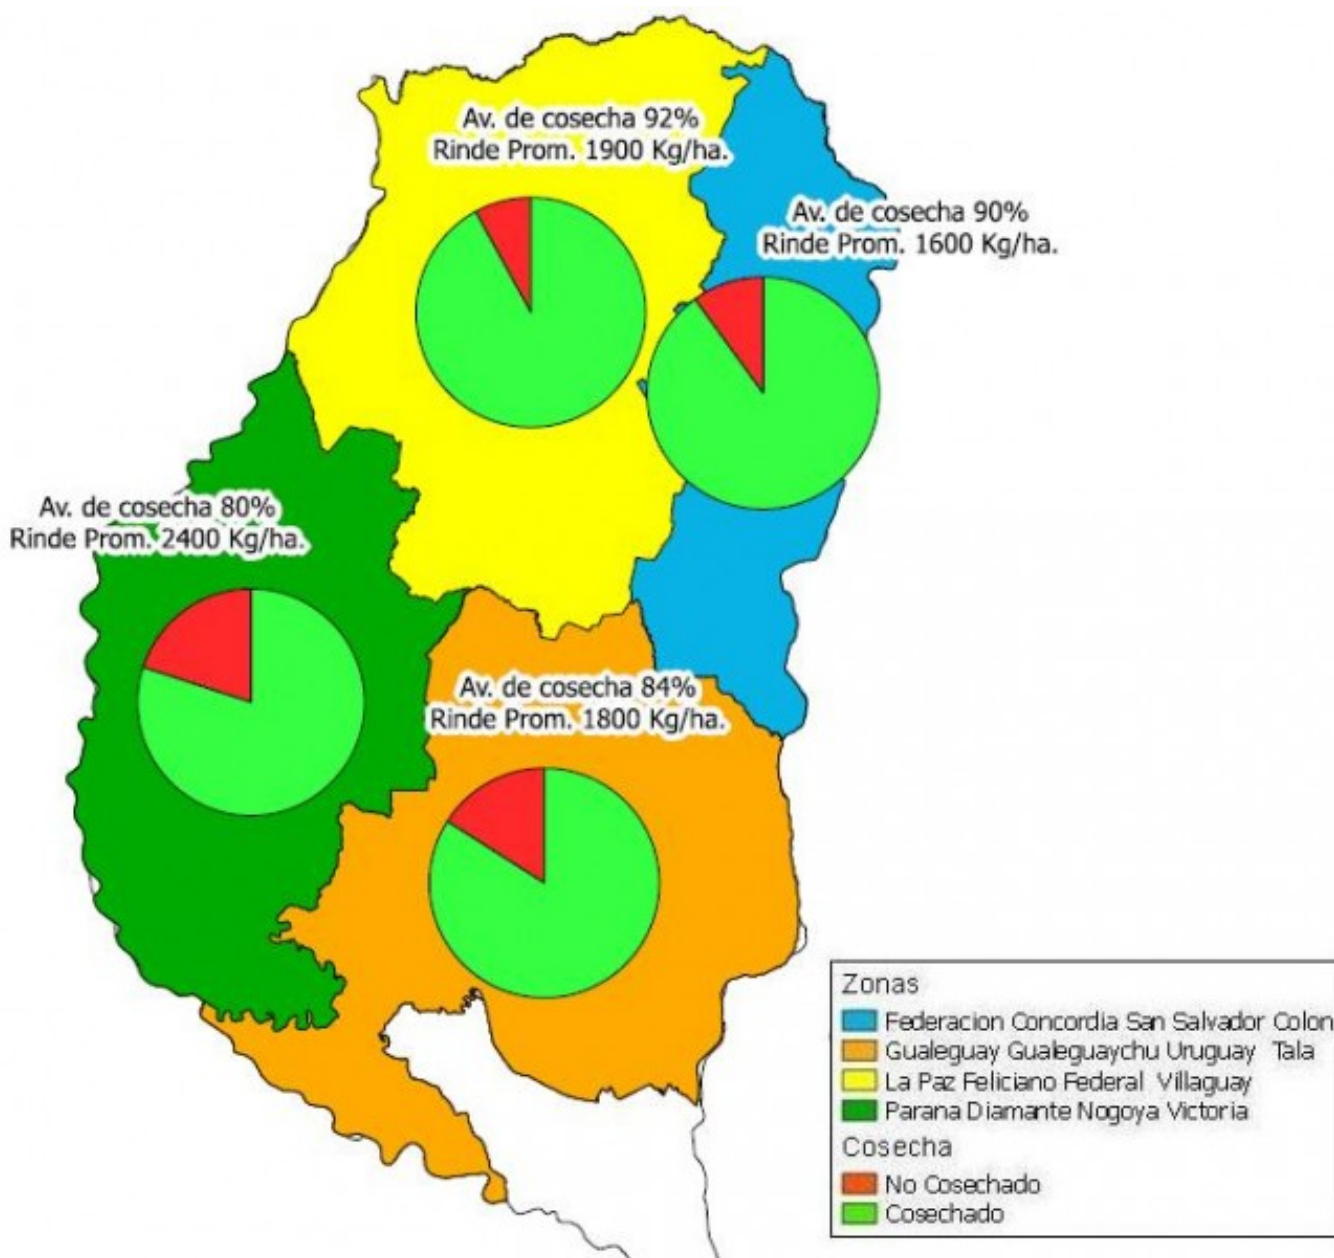 Av. de cosecha 92%
Rinde Prom. 1900 Kg/ha.
Av. de cosecha 90%
Rinde Prom. 1600 Kg/ha.
Av. de cosecha 80%
Rinde Prom. 2400 Kg/ha.
Av. de cosecha 84%
Rinde Prom. 1800 Kg/ha.
Zonas
Federacion Concordia San Salvador Colon
Gualeguay Gualeguaychu Uruguay Tala
La Paz Feliciano Federal Villaguay
Parana Diamante Nogoya Victoria
Cosecha
No Cosechado
Cosechado